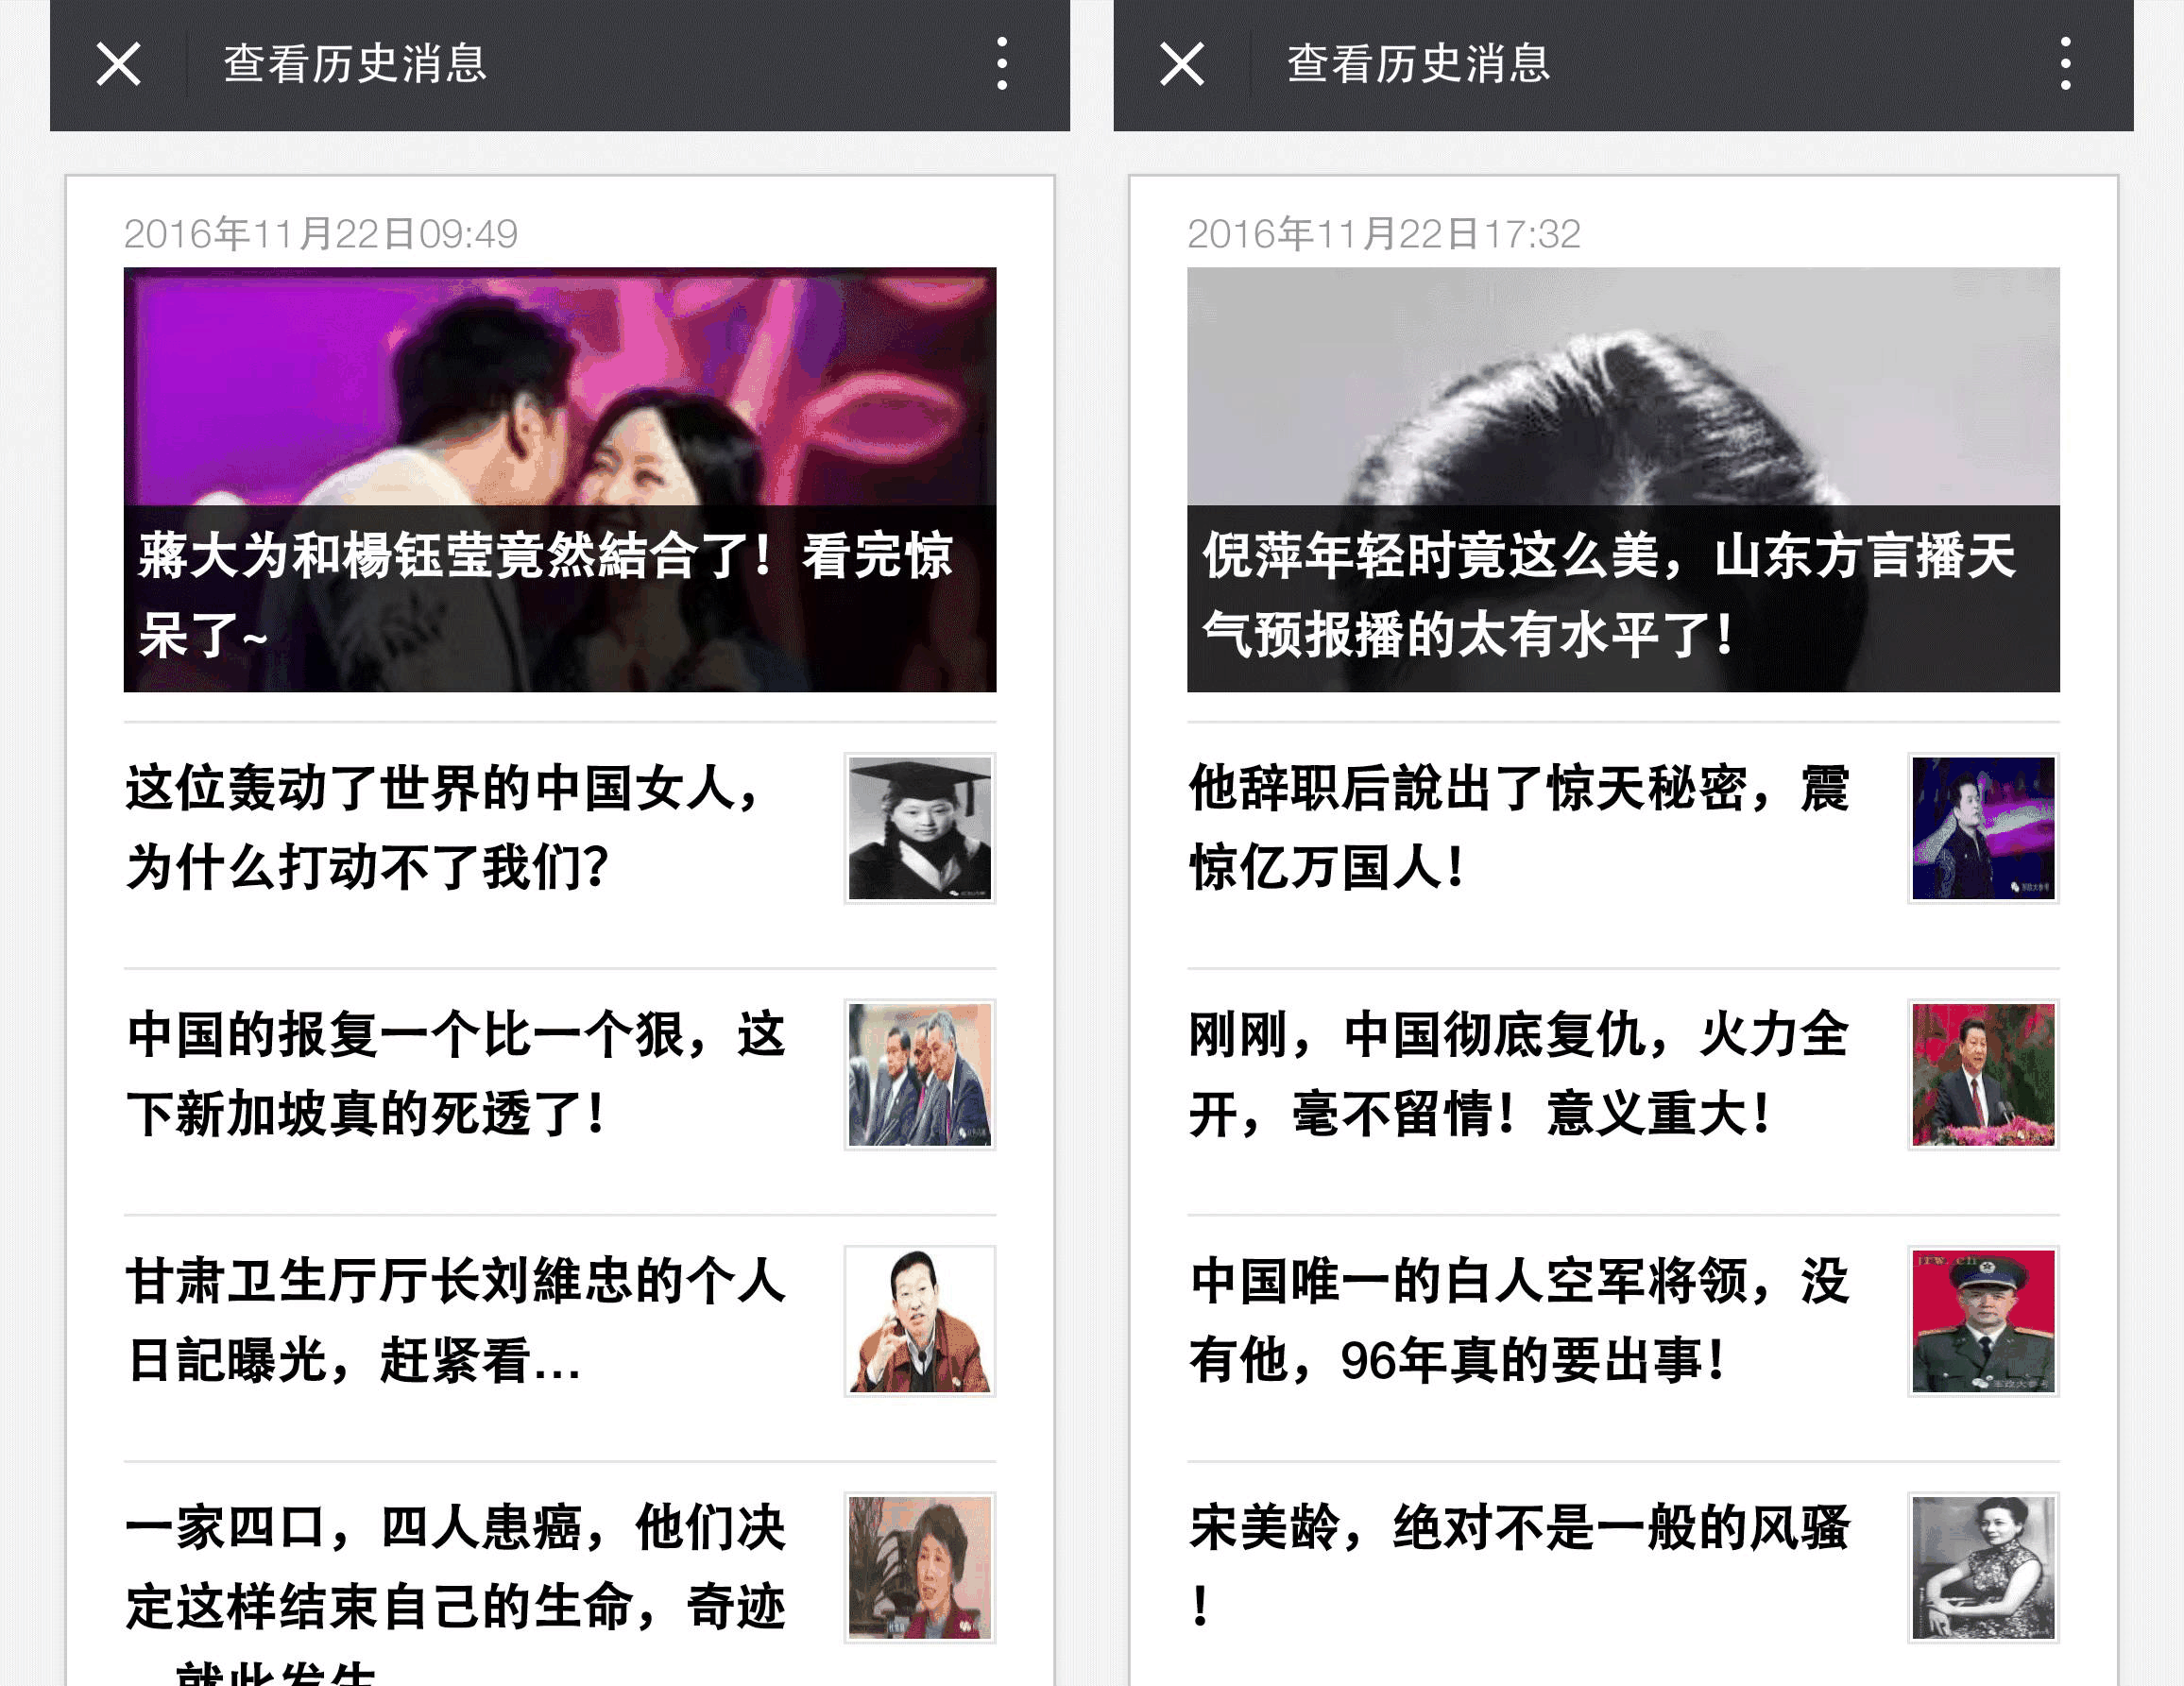 查看历史消息
2016年11月22日09:49
蔣大为和楊钰莹竟然結合了！看完惊
呆了~
这位轰动了世界的中国女人，
为什么打动不了我们？
中国的报复一个比一个狠，这
下新加坡真的死透了！
甘肃卫生厅厅长刘維忠的个人
日記曝光，赶紧看...
一家四口，四人患癌，他们决
定这样结束自己的生命，奇迹
就此发生
查看历史消息
2016年11月22日17:32
倪萍年轻时竟这么美，山东方言播天
气预报播的太有水平了！
他辞职后說出了惊天秘密，震
惊亿万国人！
刚刚，中国彻底复仇，火力全
开，毫不留情！意义重大！
中国唯一的白人空军将领，没
有他，96年真的要出事！
jrw.cn
军政大参考
宋美龄，绝对不是一般的风骚
！